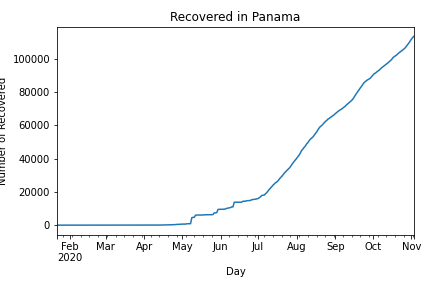 Recovered in Panama
Number of Recovered
100000
80000
60000
40000
20000
0
Feb Mar Apr May Jun Jul Aug Sep Oct Nov
2020
Day